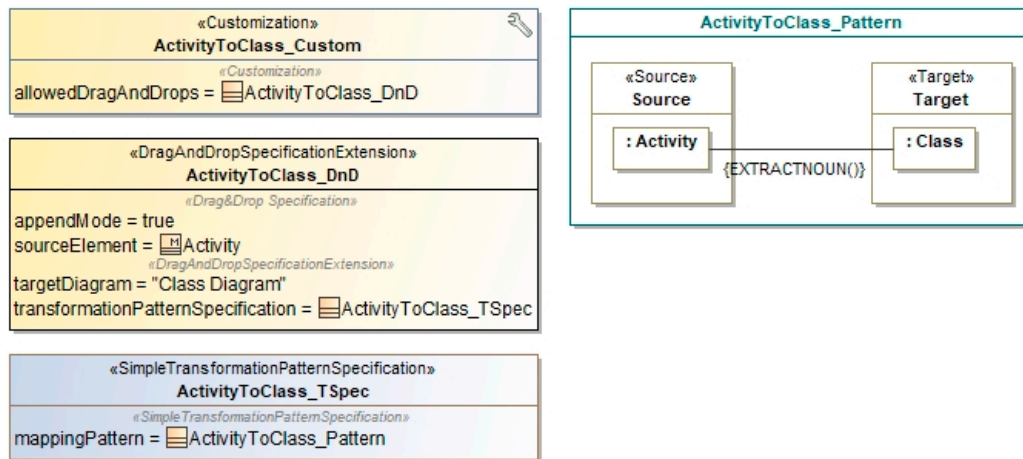 «Customization»
ActivityToClass_Custom
«Customization»
allowedDragAndDrops = ActivityToClass_DnD
«DragAndDropSpecificationExtension»
ActivityToClass_DnD
«Drag&Drop Specification»
appendMode = true
sourceElement = M Activity
«DragAndDropSpecificationExtension»
targetDiagram = "Class Diagram"
transformationPatternSpecification = ActivityToClass_TSpec
«SimpleTransformationPatternSpecification»
ActivityToClass_TSpec
«SimpleTransformationPatternSpecification»
mappingPattern = ActivityToClass_Pattern
ActivityToClass_Pattern
«Source»
Source
: Activity
{EXTRACTNOUN()}
«Target»
Target
: Class